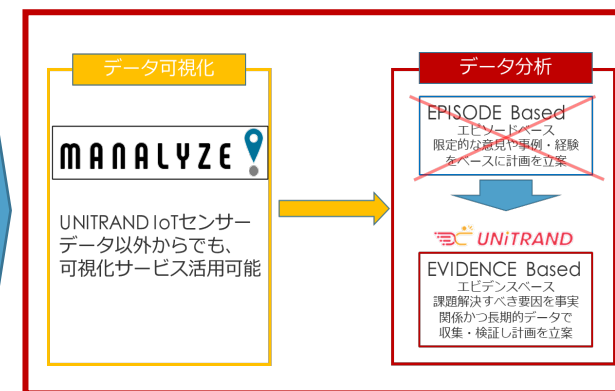 データ可視化
MANALYZE
UNITRAND IoTセンサー
データ以外からでも、
可視化サービス活用可能
データ分析
EPISODE Based
エピソードベース
限定的な意見や事例・経験
をベースに計画を立案
UNiTRAND
EVIDENCE Based
エビデンスベース
課題解決すべき要因を事実
関係かつ長期的データで
収集・検証し計画を立案